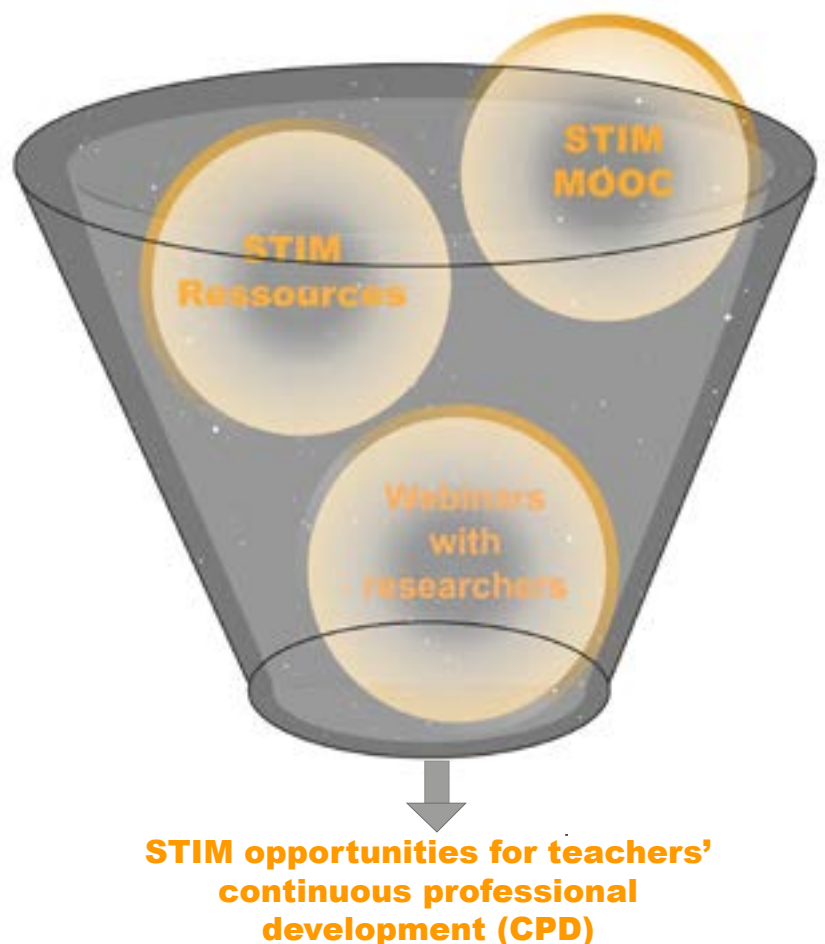 STIM
MOOC
STIM
Ressources
Webinars
with
researchers
STIM opportunities for teachers’
continuous professional
development (CPD)